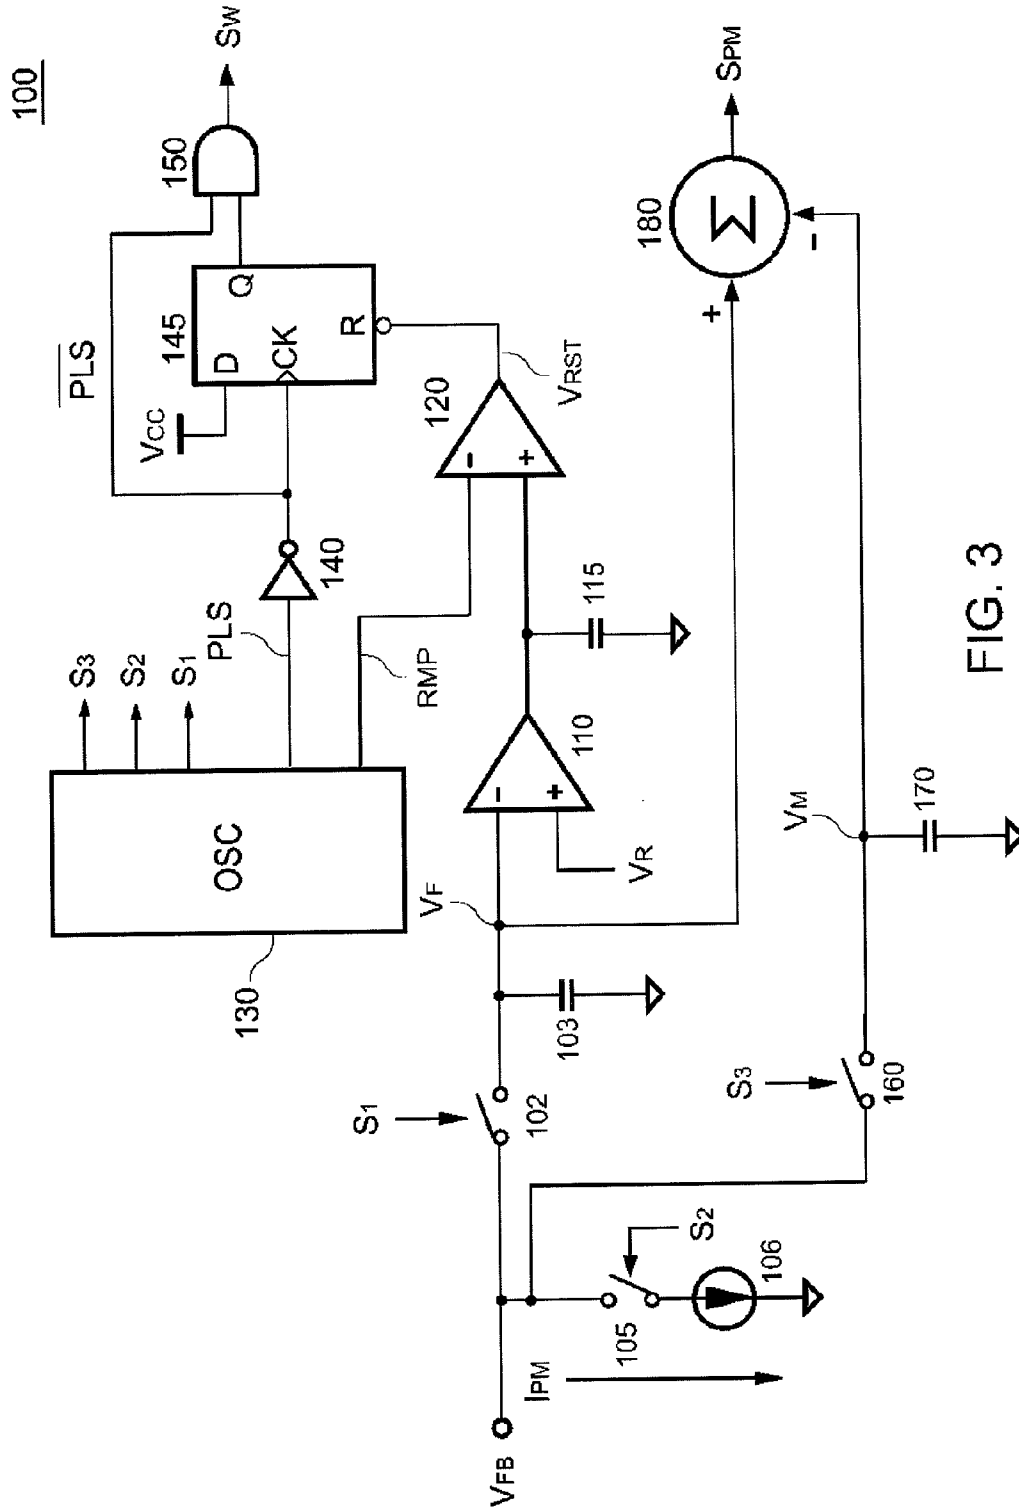 100
SW
150
PLS
VCC
D
145
Q
CK
R
PLS
140
S3
S2
S1
OSC
130
RMP
120
-
+
VRST
115
110
-
+
VR
VF
103
S1
102
VFB
IPM
105
S2
106
S3
160
VM
170
+
-
180
Σ
SPM
FIG. 3